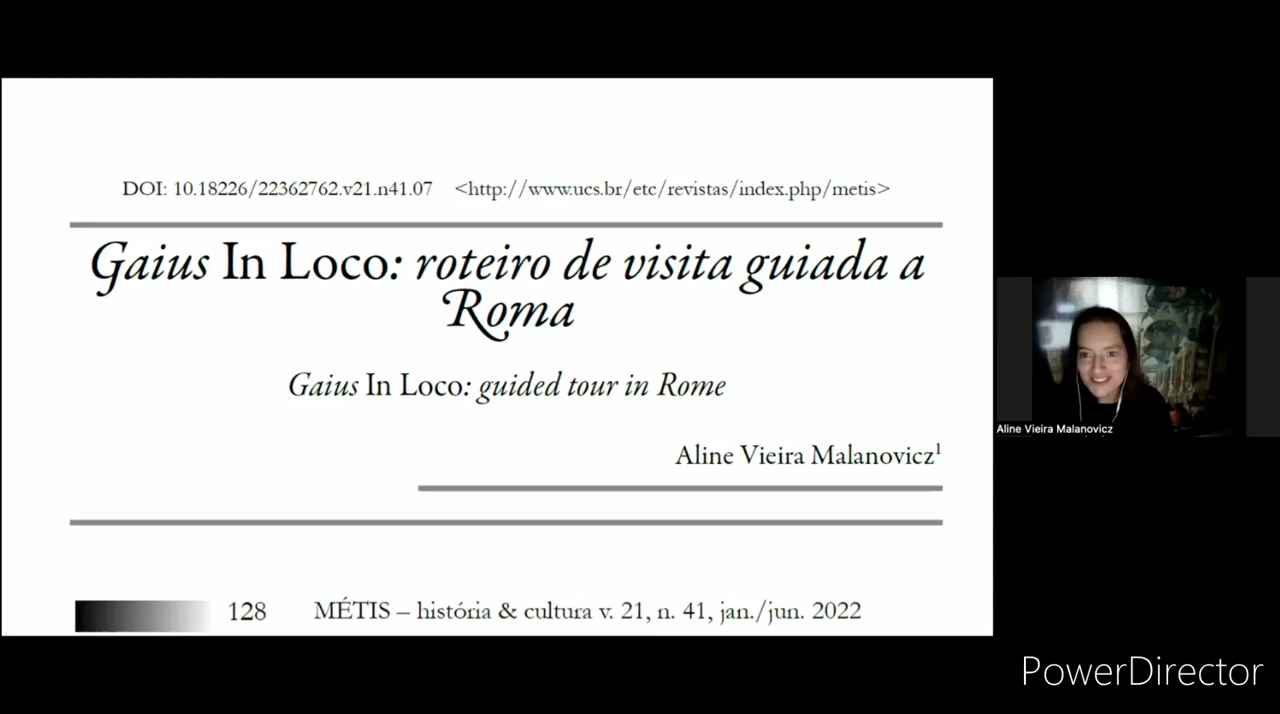 DOI: 10.18226/22362762.v21.n41.07 <http://www.ucs.br/etc/revistas/index.php/metis>
Gaius In Loco: roteiro de visita guiada a
Roma
Gaius In Loco: guided tour in Rome
Aline Vieira Malanovicz¹
128 MÉTIS – história & cultura v. 21, n. 41, jan./jun. 2022
Aline Vieira Malanovicz
PowerDirector